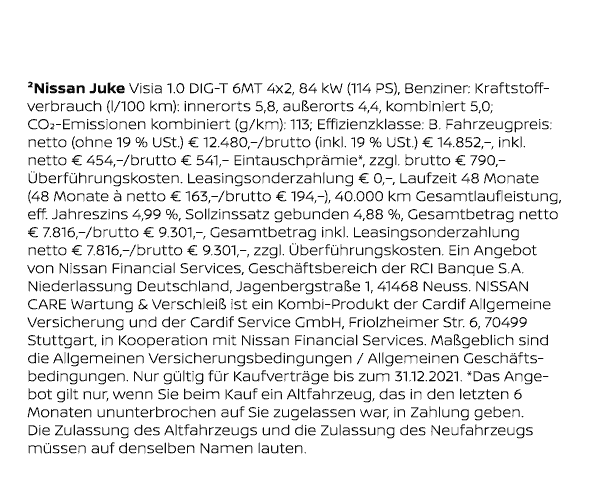 ²Nissan Juke Visia 1.0 DIG-T 6MT 4x2, 84 kW (114 PS), Benziner: Kraftstoff-
verbrauch (l/100 km): innerorts 5,8, außerorts 4,4, kombiniert 5,0;
CO₂-Emissionen kombiniert (g/km): 113; Effizienzklasse: B. Fahrzeugpreis:
netto (ohne 19 % USt.) € 12.480,–/brutto (inkl. 19 % USt.) € 14.852,–, inkl.
netto € 454,–/brutto € 541,– Eintauschprämie*, zzgl. brutto € 790,–
Überführungskosten. Leasingsonderzahlung € 0,–, Laufzeit 48 Monate
(48 Monate à netto € 163,–/brutto € 194,–), 40.000 km Gesamtlaufleistung,
eff. Jahreszins 4,99 %, Sollzinssatz gebunden 4,88 %, Gesamtbetrag netto
€ 7.816,–/brutto € 9.301,–, Gesamtbetrag inkl. Leasingsonderzahlung
netto € 7.816,–/brutto € 9.301,–, zzgl. Überführungskosten. Ein Angebot
von Nissan Financial Services, Geschäftsbereich der RCI Banque S.A.
Niederlassung Deutschland, Jagenbergstraße 1, 41468 Neuss. NISSAN
CARE Wartung & Verschleiß ist ein Kombi-Produkt der Cardif Allgemeine
Versicherung und der Cardif Service GmbH, Friolzheimer Str. 6, 70499
Stuttgart, in Kooperation mit Nissan Financial Services. Maßgeblich sind
die Allgemeinen Versicherungsbedingungen / Allgemeinen Geschäfts-
bedingungen. Nur gültig für Kaufverträge bis zum 31.12.2021. *Das Ange-
bot gilt nur, wenn Sie beim Kauf ein Altfahrzeug, das in den letzten 6
Monaten ununterbrochen auf Sie zugelassen war, in Zahlung geben.
Die Zulassung des Altfahrzeugs und die Zulassung des Neufahrzeugs
müssen auf denselben Namen lauten.